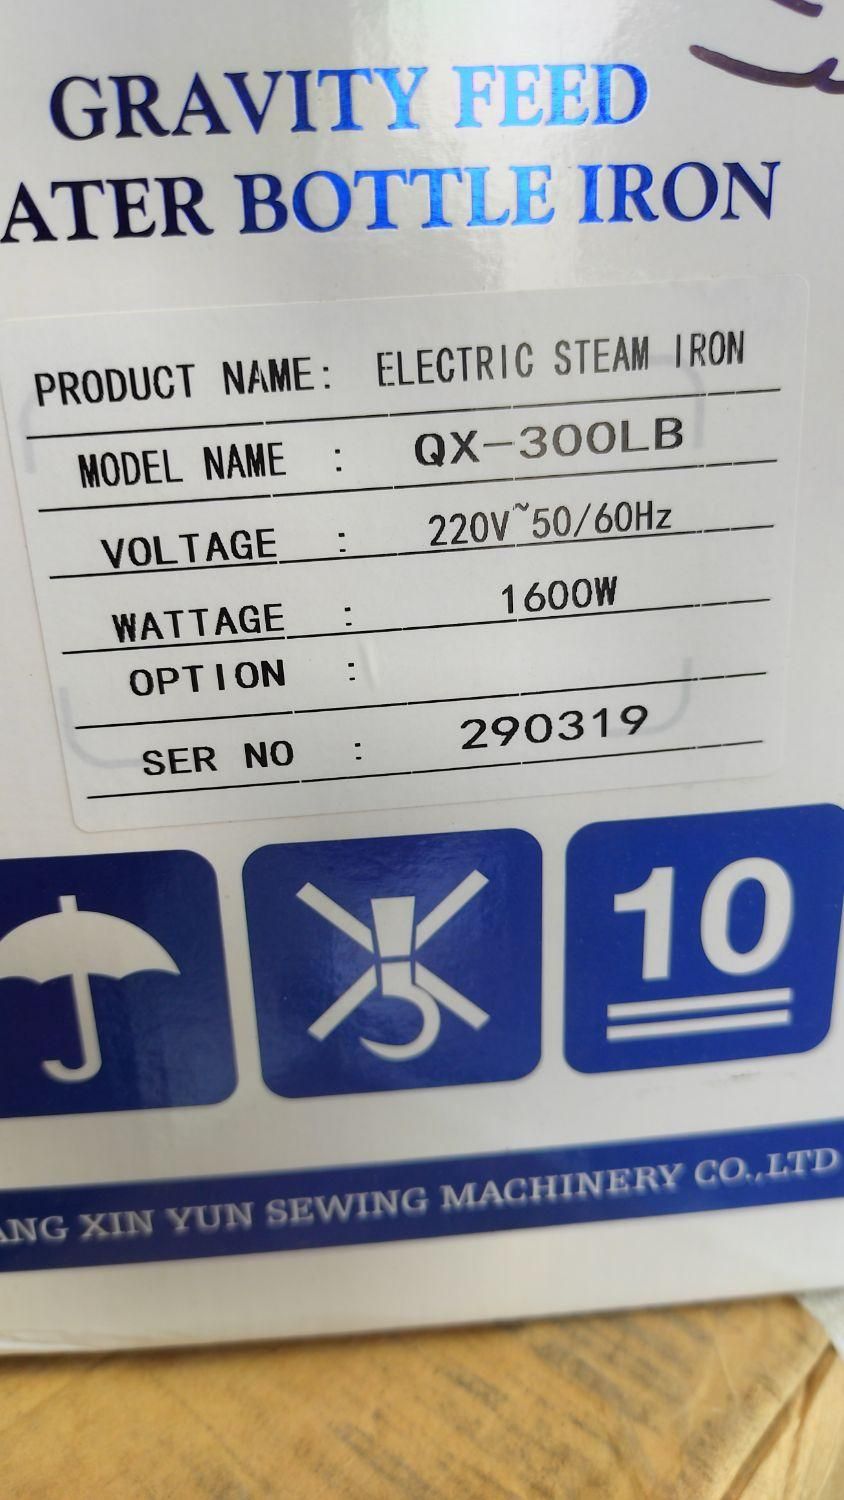 GRAVITY FEED
ATER BOTTLE IRON
PRODUCT NAME: ELECTRIC STEAM IRON
MODEL NAME : QX-300LB
VOLTAGE : 220V~50/60Hz
WATTAGE : 1600W
OPTION :
SER NO : 290319
10
ANG XIN YUN SEWING MACHINERY CO.,LTD